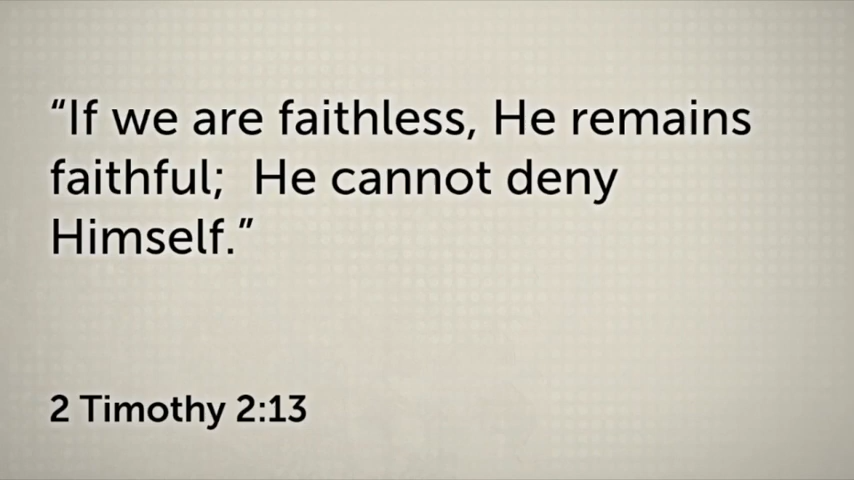 “If we are faithless, He remains
faithful;  He cannot deny
Himself.”
2 Timothy 2:13